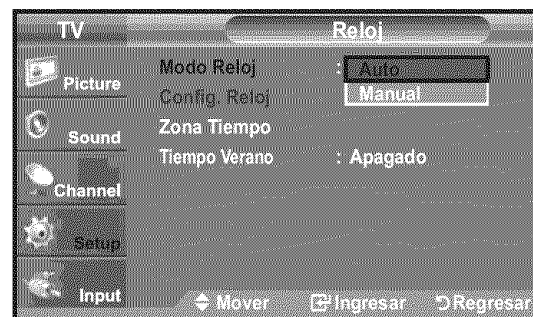 TV Reloj
Picture
Sound
Channel
Setup
Input
Modo Reloj : Auto
Manual
Config. Reloj
Zona Tiempo
Tiempo Verano : Apagado
Mover Ingresar Regresar